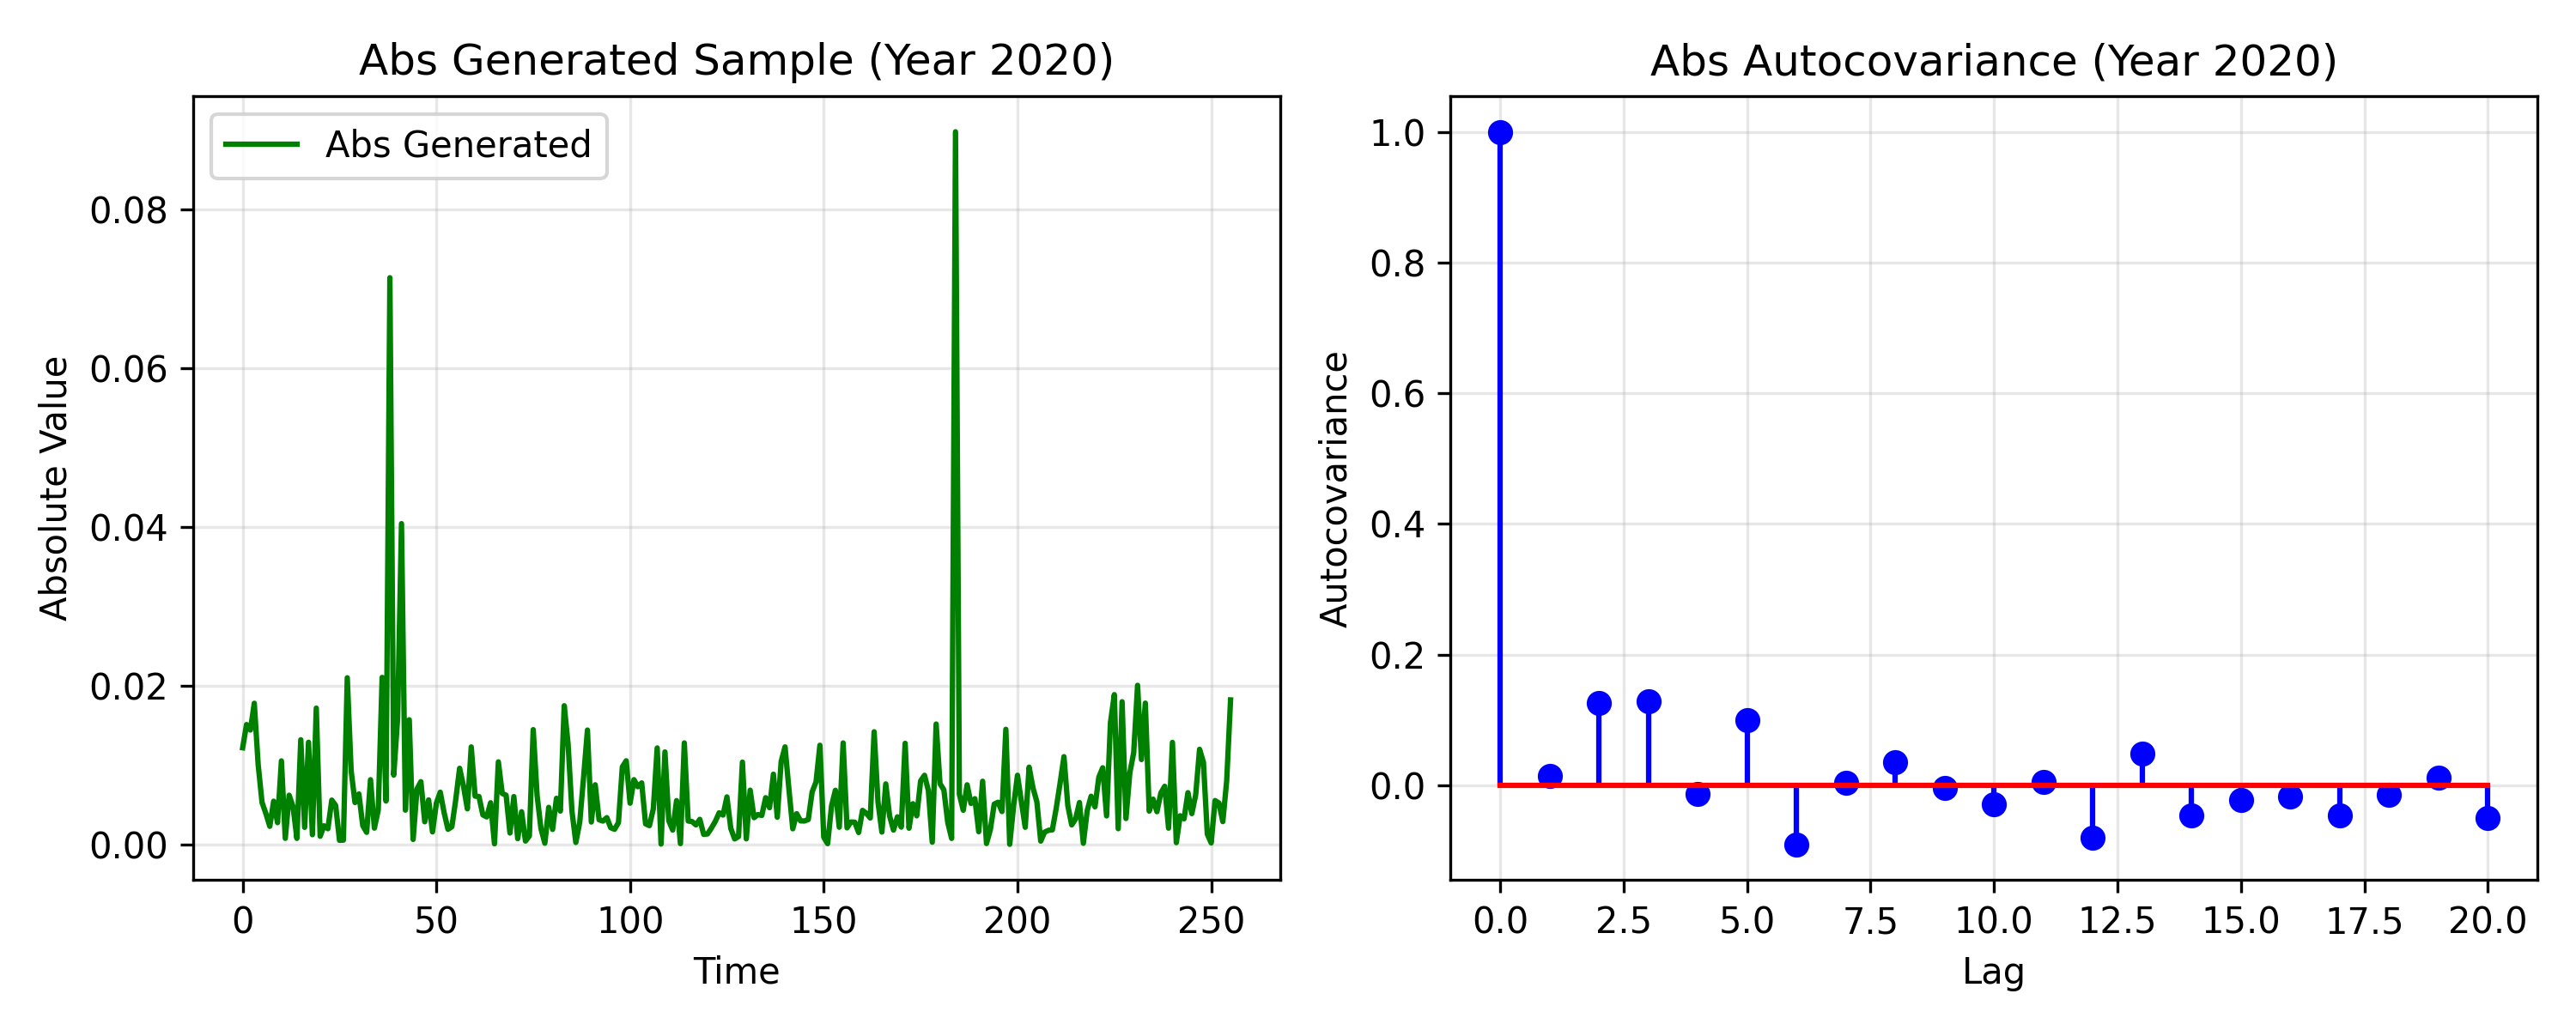 Abs Generated Sample (Year 2020)
Abs Generated
Absolute Value
0.08
0.06
0.04
0.02
0.00
0 50 100 150 200 250
Time
Abs Autocovariance (Year 2020)
Autocovariance
1.0
0.8
0.6
0.4
0.2
0.0
0.0 2.5 5.0 7.5 10.0 12.5 15.0 17.5 20.0
Lag